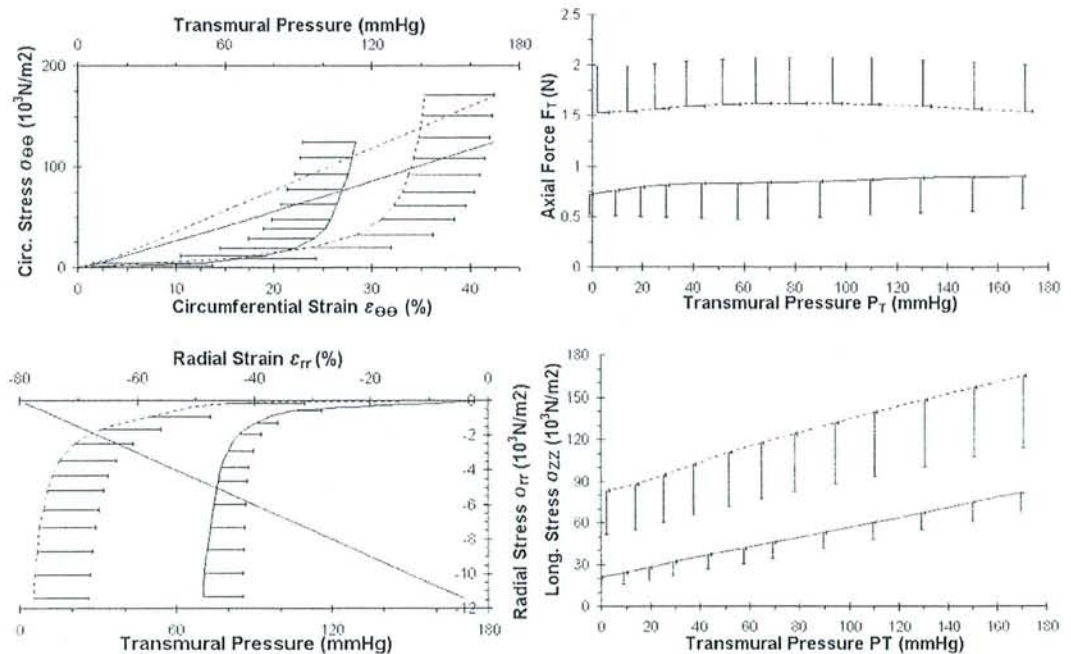 Transmural Pressure (mmHg)
0 60 120 180
Circ. Stress σΘΘ (10³N/m2)
200
100
0
0 10 20 30 40
Circumferential Strain εΘΘ (%)
Axial Force FT (N)
2.5
2
1.5
1
0.5
0
0 20 40 60 80 100 120 140 160 180
Transmural Pressure PT (mmHg)
Radial Strain εrr (%)
-80 -60 -40 -20 0
0
-2
-4
-6
-8
-10
-12
Radial Stress σrr (10³N/m2)
0 60 120 180
Transmural Pressure (mmHg)
Long. Stress σZZ (10³N/m2)
180
150
120
90
60
30
0
0 20 40 60 80 100 120 140 160 180
Transmural Pressure PT (mmHg)